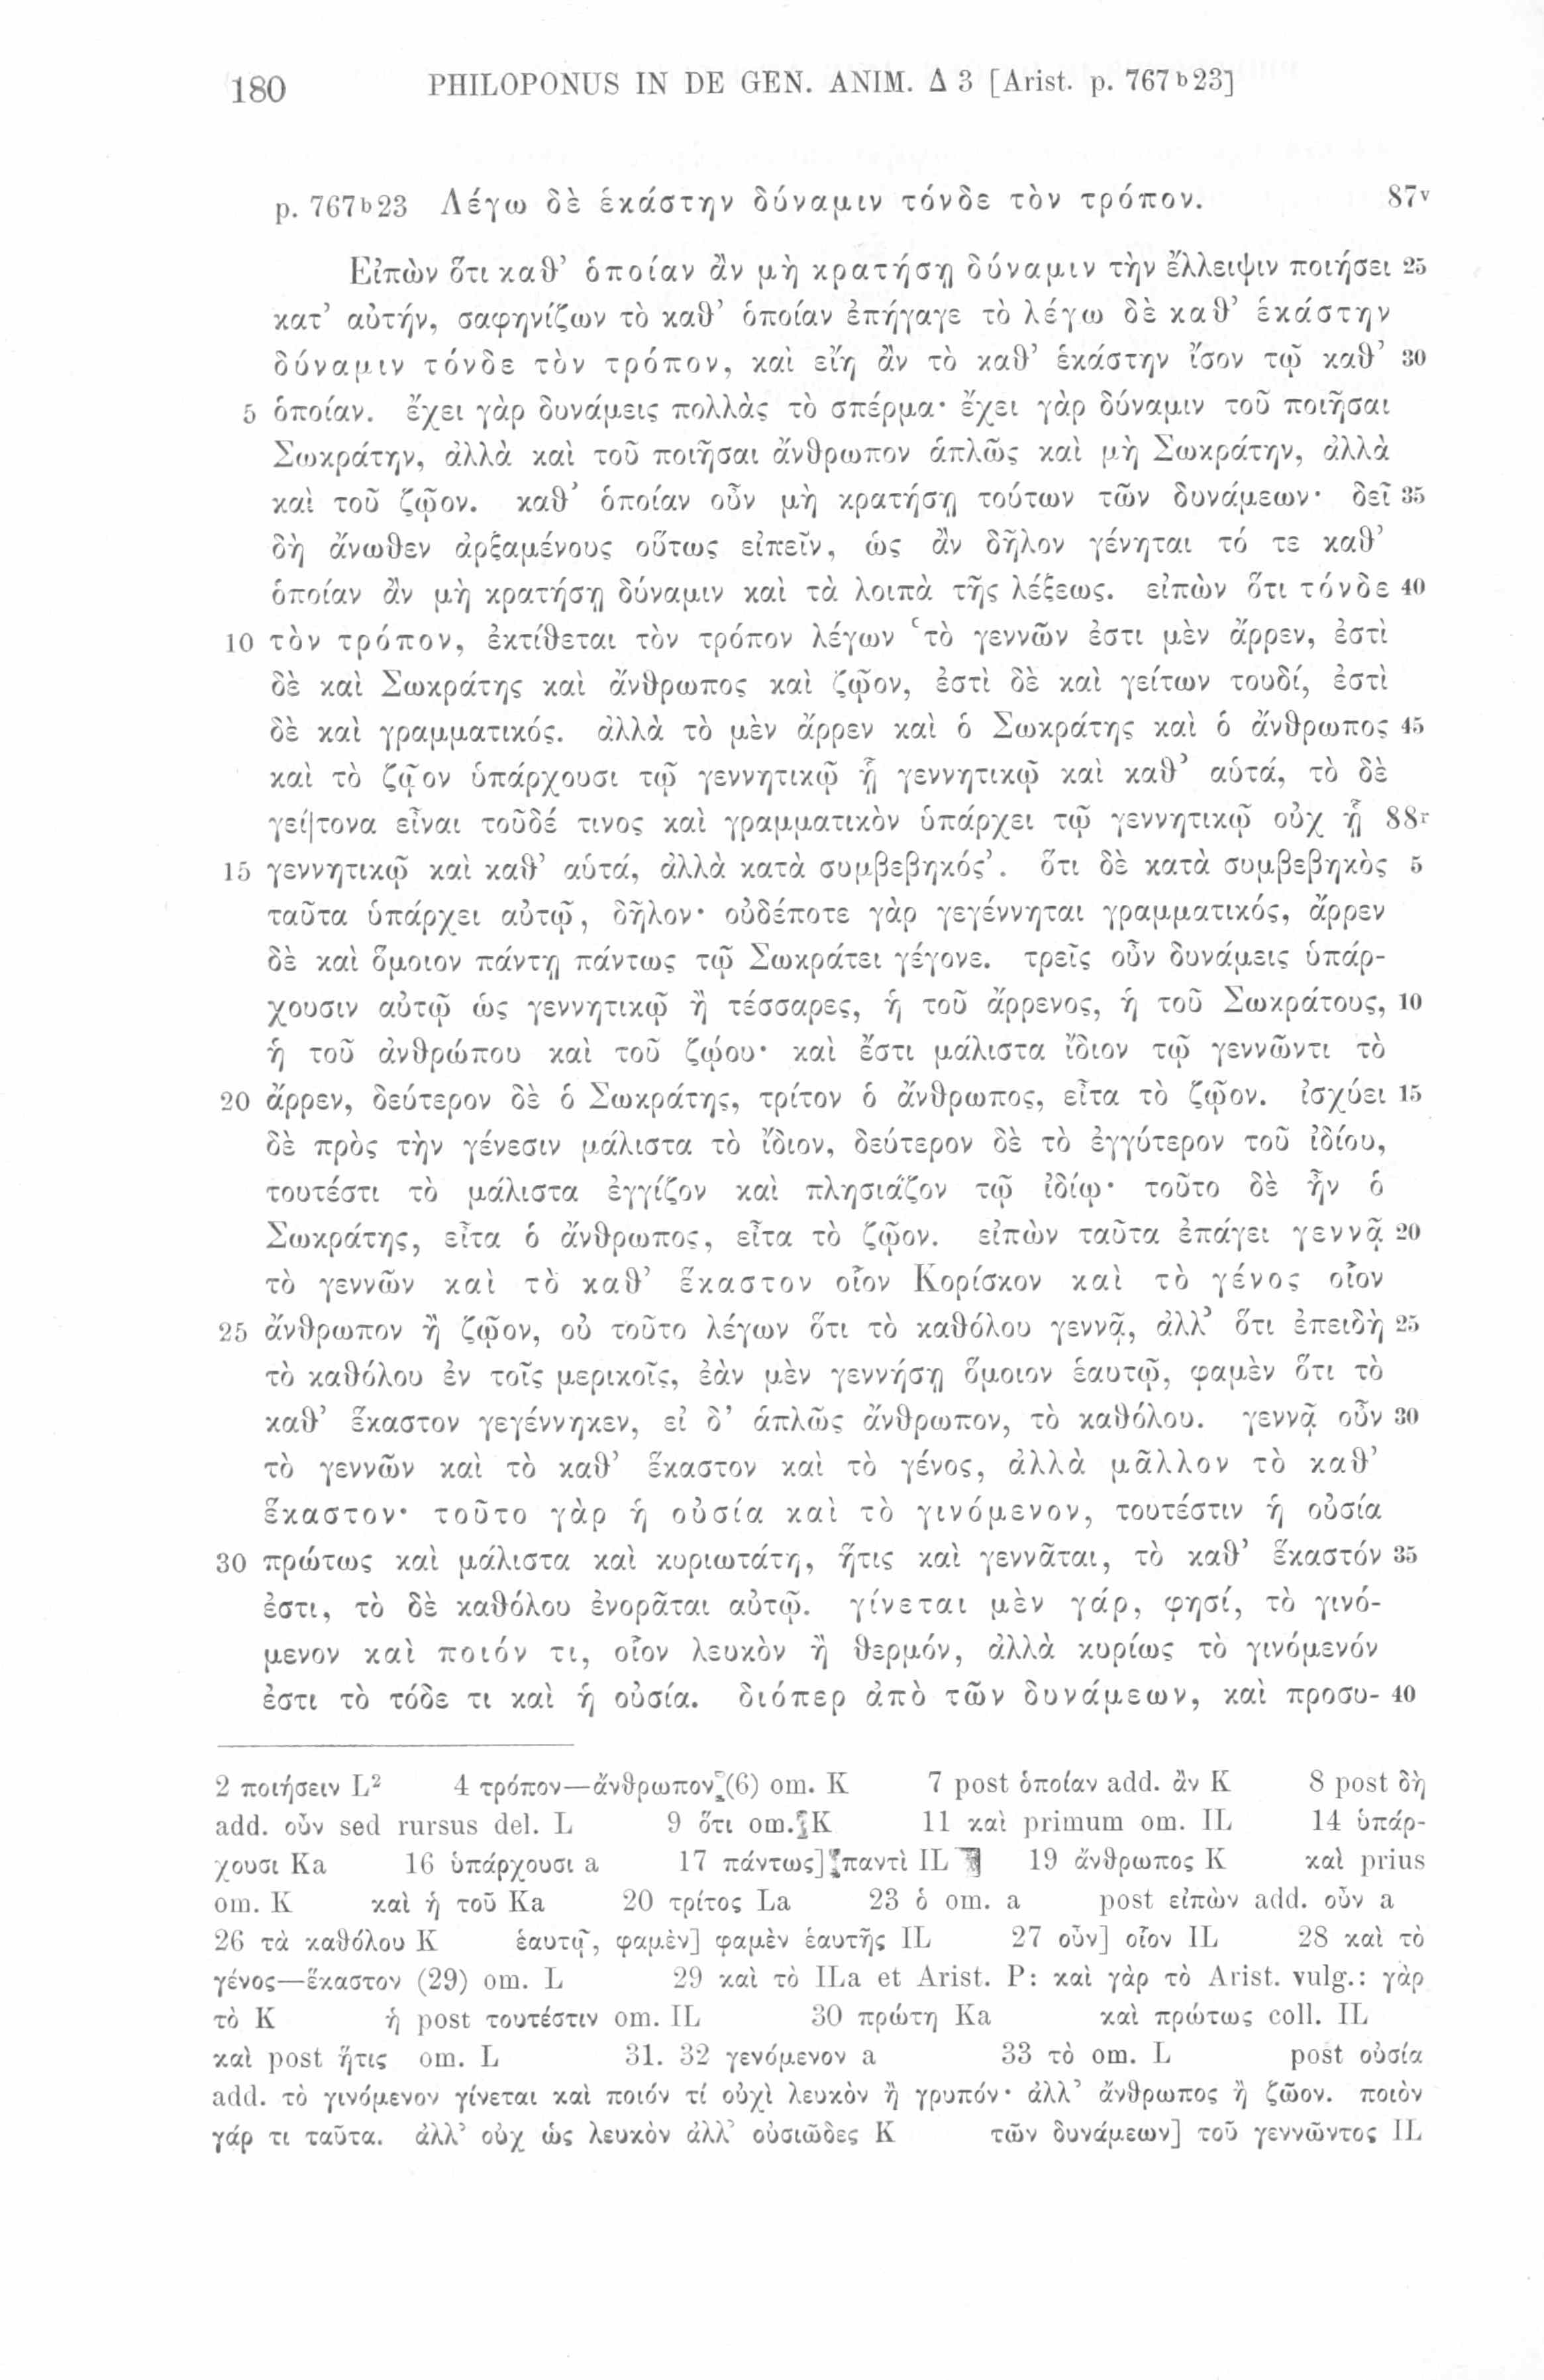 180 PHILOPONUS IN DE GEN. ANIM. Δ 3 [Arist. p. 767ᵇ23]
p. 767ᵇ23 Λέγω δὲ ἑκάστην δύναμιν τόνδε τὸν τρόπον. 87ᵛ
Εἰπὼν ὅτι καθ’ ὁποίαν ἂν μὴ κρατήσῃ δύναμιν τὴν ἔλλειψιν ποιήσει 25
κατ’ αὐτήν, σαφηνίζων τὸ καθ’ ὁποίαν ἐπήγαγε τὸ λέγω δὲ καθ’ ἑκάστην
δύναμιν τόνδε τὸν τρόπον, καὶ εἴη ἂν τὸ καθ’ ἑκάστην ἴσον τῷ καθ’ 30
5 ὁποίαν. ἔχει γὰρ δυνάμεις πολλὰς τὸ σπέρμα· ἔχει γὰρ δύναμιν τοῦ ποιῆσαι
Σωκράτην, ἀλλὰ καὶ τοῦ ποιῆσαι ἄνθρωπον ἁπλῶς καὶ μὴ Σωκράτην, ἀλλὰ
καὶ τοῦ ζῷον. καθ’ ὁποίαν οὖν μὴ κρατήσῃ τούτων τῶν δυνάμεων· δεῖ 35
δὴ ἄνωθεν ἀρξαμένους οὕτως εἰπεῖν, ὡς ἂν δῆλον γένηται τό τε καθ’
ὁποίαν ἂν μὴ κρατήσῃ δύναμιν καὶ τὰ λοιπὰ τῆς λέξεως. εἰπὼν ὅτι τόνδε 40
10 τὸν τρόπον, ἐκτίθεται τὸν τρόπον λέγων ‘τὸ γεννῶν ἐστι μὲν ἄρρεν, ἐστὶ
δὲ καὶ Σωκράτης καὶ ἄνθρωπος καὶ ζῷον, ἐστὶ δὲ καὶ γείτων τουδί, ἐστὶ
δὲ καὶ γραμματικός. ἀλλὰ τὸ μὲν ἄρρεν καὶ ὁ Σωκράτης καὶ ὁ ἄνθρωπος 45
καὶ τὸ ζῷον ὑπάρχουσι τῷ γεννητικῷ ᾗ γεννητικῷ καὶ καθ’ αὑτά, τὸ δὲ
γεί|τονα εἶναι τοῦδέ τινος καὶ γραμματικὸν ὑπάρχει τῷ γεννητικῷ οὐχ ᾗ 88ʳ
15 γεννητικῷ καὶ καθ’ αὑτά, ἀλλὰ κατὰ συμβεβηκός’. ὅτι δὲ κατὰ συμβεβηκὸς 5
ταῦτα ὑπάρχει αὐτῷ, δῆλον· οὐδέποτε γὰρ γεγέννηται γραμματικός, ἄρρεν
δὲ καὶ ὅμοιον πάντῃ πάντως τῷ Σωκράτει γέγονε. τρεῖς οὖν δυνάμεις ὑπάρ-
χουσιν αὐτῷ ὡς γεννητικῷ ἢ τέσσαρες, ἡ τοῦ ἄρρενος, ἡ τοῦ Σωκράτους, 10
ἡ τοῦ ἀνθρώπου καὶ τοῦ ζῴου· καὶ ἔστι μάλιστα ἴδιον τῷ γεννῶντι τὸ
20 ἄρρεν, δεύτερον δὲ ὁ Σωκράτης, τρίτον ὁ ἄνθρωπος, εἶτα τὸ ζῷον. ἰσχύει 15
δὲ πρὸς τὴν γένεσιν μάλιστα τὸ ἴδιον, δεύτερον δὲ τὸ ἐγγύτερον τοῦ ἰδίου,
τουτέστι τὸ μάλιστα ἐγγίζον καὶ πλησιάζον τῷ ἰδίῳ· τοῦτο δὲ ἦν ὁ
Σωκράτης, εἶτα ὁ ἄνθρωπος, εἶτα τὸ ζῷον. εἰπὼν ταῦτα ἐπάγει γεννᾷ 20
τὸ γεννῶν καὶ τὸ καθ’ ἕκαστον οἷον Κορίσκον καὶ τὸ γένος οἷον
25 ἄνθρωπον ἢ ζῷον, οὐ τοῦτο λέγων ὅτι τὸ καθόλου γεννᾷ, ἀλλ’ ὅτι ἐπειδὴ 25
τὸ καθόλου ἐν τοῖς μερικοῖς, ἐὰν μὲν γεννήσῃ ὅμοιον ἑαυτῷ, φαμὲν ὅτι τὸ
καθ’ ἕκαστον γεγέννηκεν, εἰ δ’ ἁπλῶς ἄνθρωπον, τὸ καθόλου. γεννᾷ οὖν 30
τὸ γεννῶν καὶ τὸ καθ’ ἕκαστον καὶ τὸ γένος, ἀλλὰ μᾶλλον τὸ καθ’
ἕκαστον· τοῦτο γὰρ ἡ οὐσία καὶ τὸ γινόμενον, τουτέστιν ἡ οὐσία
30 πρώτως καὶ μάλιστα καὶ κυριωτάτη, ἥτις καὶ γεννᾶται, τὸ καθ’ ἕκαστόν 35
ἐστι, τὸ δὲ καθόλου ἐνορᾶται αὐτῷ. γίνεται μὲν γάρ, φησί, τὸ γινό-
μενον καὶ ποιόν τι, οἷον λευκὸν ἢ θερμόν, ἀλλὰ κυρίως τὸ γινόμενόν
ἐστι τὸ τόδε τι καὶ ἡ οὐσία. διόπερ ἀπὸ τῶν δυνάμεων, καὶ προσυ- 40
2 ποιήσειν L² 4 τρόπον—ἄνθρωπον (6) om. K 7 post ὁποίαν add. ἂν K 8 post δὴ
add. οὖν sed rursus del. L 9 ὅτι om. K 11 καὶ primum om. IL 14 ὑπάρ-
χουσι Ka 16 ὑπάρχουσι a 17 πάντως] παντὶ IL 19 ἄνθρωπος K καὶ prius
om. K καὶ ἡ τοῦ Ka 20 τρίτος La 23 ὁ om. a post εἰπὼν add. οὖν a
26 τὰ καθόλου K ἑαυτῷ, φαμὲν] φαμὲν ἑαυτῆς IL 27 οὖν] οἷον IL 28 καὶ τὸ
γένος—ἕκαστον (29) om. L 29 καὶ τὸ ILa et Arist. P: καὶ γὰρ τὸ Arist. vulg.: γὰρ
τὸ K ἡ post τουτέστιν om. IL 30 πρώτη Ka καὶ πρώτως coll. IL
καὶ post ἥτις om. L 31. 32 γενόμενον a 33 τὸ om. L post οὐσία
add. τὸ γινόμενον γίνεται καὶ ποιόν τί οὐχὶ λευκὸν ἢ γρυπόν· ἀλλ’ ἄνθρωπος ἢ ζῶον. ποιὸν
γάρ τι ταῦτα. ἀλλ’ οὐχ ὡς λευκὸν ἀλλ’ οὐσιῶδες K τῶν δυνάμεων] τοῦ γεννῶντος IL